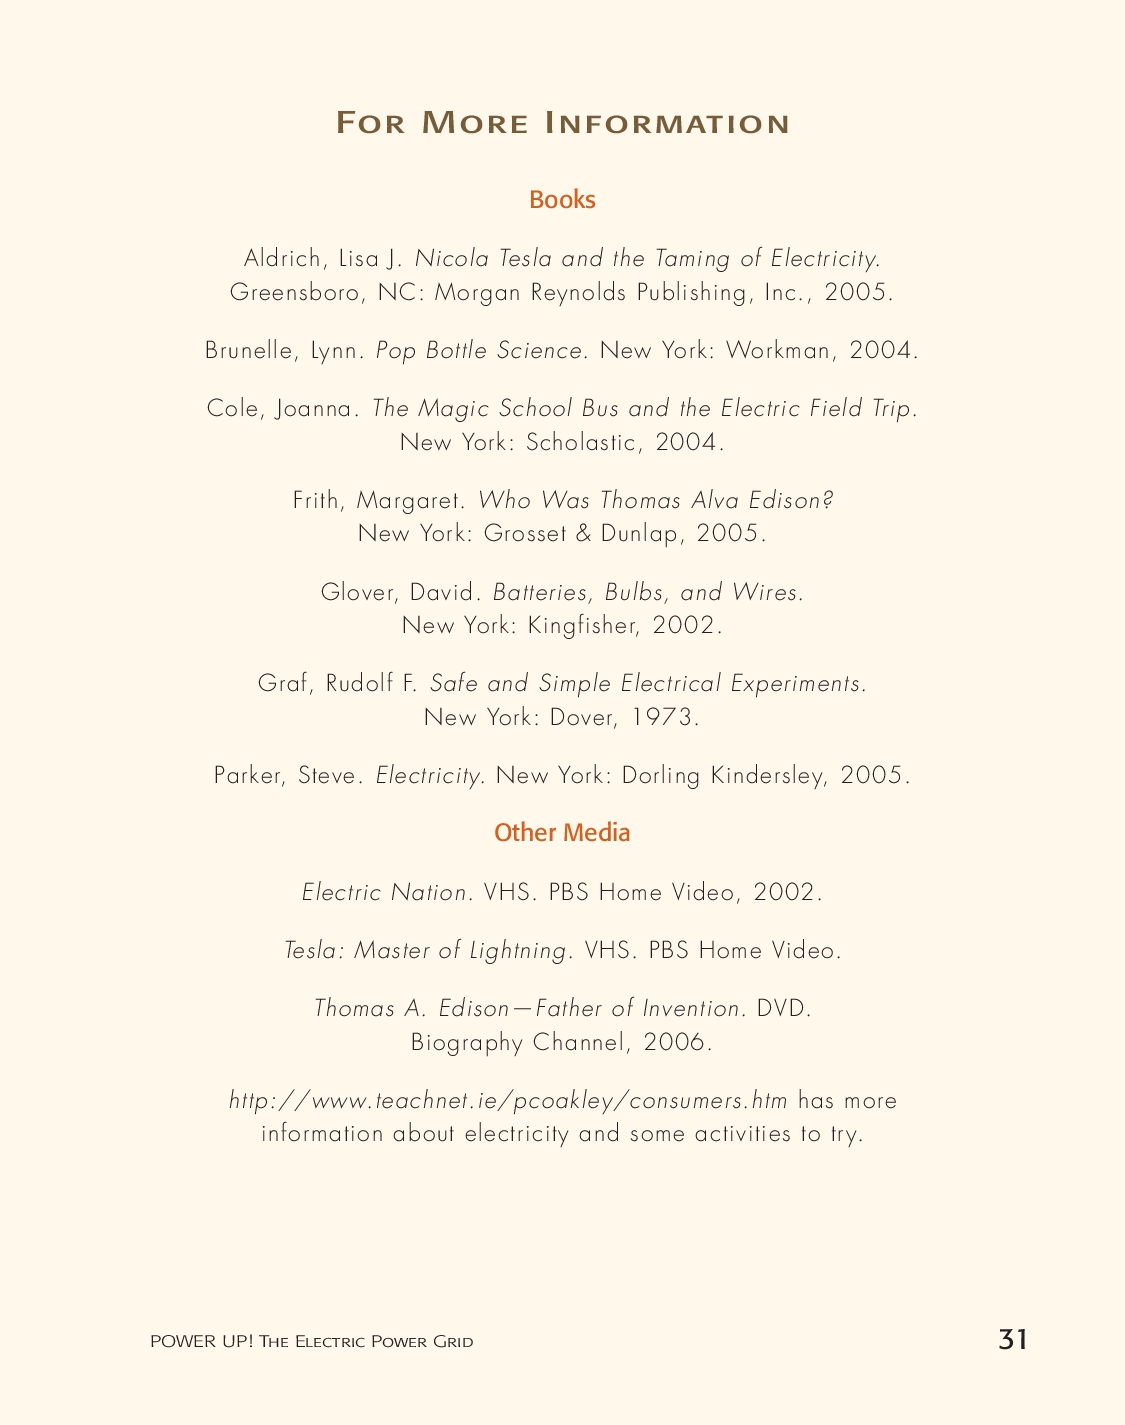 For More Information
Books
Aldrich, Lisa J. Nicola Tesla and the Taming of Electricity.
Greensboro, NC: Morgan Reynolds Publishing, Inc., 2005.
Brunelle, Lynn. Pop Bottle Science. New York: Workman, 2004.
Cole, Joanna. The Magic School Bus and the Electric Field Trip.
New York: Scholastic, 2004.
Frith, Margaret. Who Was Thomas Alva Edison?
New York: Grosset & Dunlap, 2005.
Glover, David. Batteries, Bulbs, and Wires.
New York: Kingfisher, 2002.
Graf, Rudolf F. Safe and Simple Electrical Experiments.
New York: Dover, 1973.
Parker, Steve. Electricity. New York: Dorling Kindersley, 2005.
Other Media
Electric Nation. VHS. PBS Home Video, 2002.
Tesla: Master of Lightning. VHS. PBS Home Video.
Thomas A. Edison—Father of Invention. DVD.
Biography Channel, 2006.
http://www.teachnet.ie/pcoakley/consumers.htm has more
information about electricity and some activities to try.
POWER UP! The Electric Power Grid
31